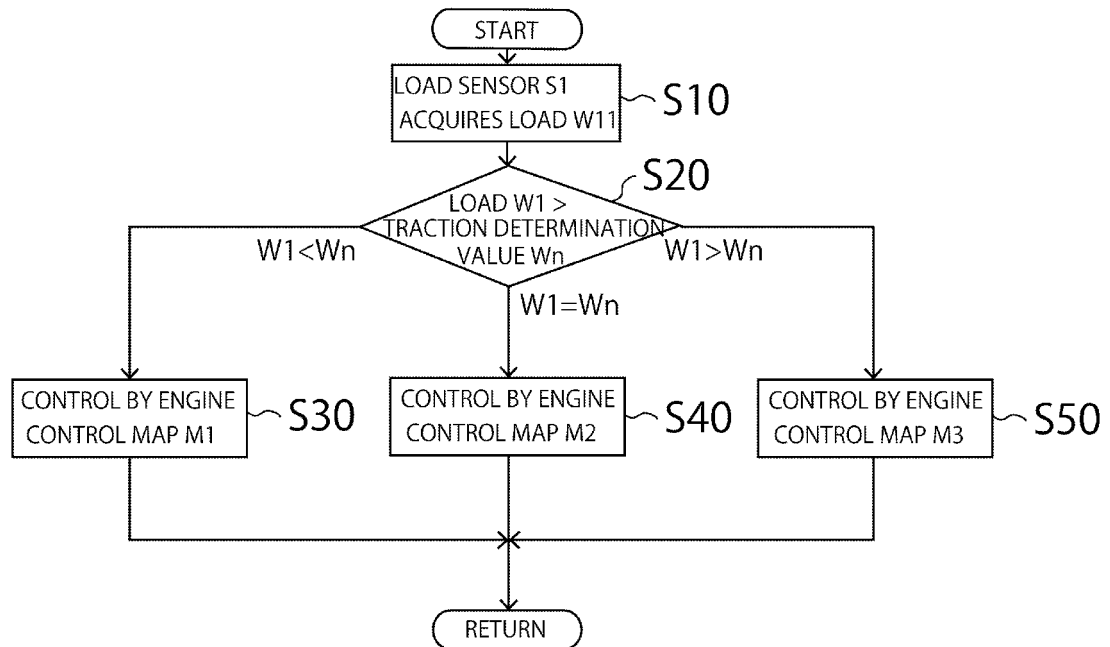 START
LOAD SENSOR S1
ACQUIRES LOAD W11
S10
S20
LOAD W1 >
TRACTION DETERMINATION
VALUE Wn
W1<Wn
W1>Wn
W1=Wn
CONTROL BY ENGINE
CONTROL MAP M1
S30
CONTROL BY ENGINE
CONTROL MAP M2
S40
CONTROL BY ENGINE
CONTROL MAP M3
S50
RETURN